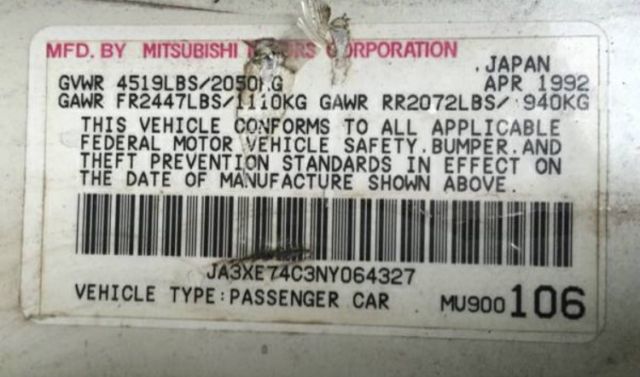 MFD. BY MITSUBISHI CORPORATION
JAPAN
GVWR 4519LBS/2050KG APR 1992
GAWR FR2447LBS/1110KG GAWR RR2072LBS/ 940KG
THIS VEHICLE CONFORMS TO ALL APPLICABLE
FEDERAL MOTOR VEHICLE SAFETY.BUMPER.AND
THEFT PREVENTION STANDARDS IN EFFECT ON
THE DATE OF MANUFACTURE SHOWN ABOVE.
JA3XE74C3NY064327
VEHICLE TYPE:PASSENGER CAR MU900 106